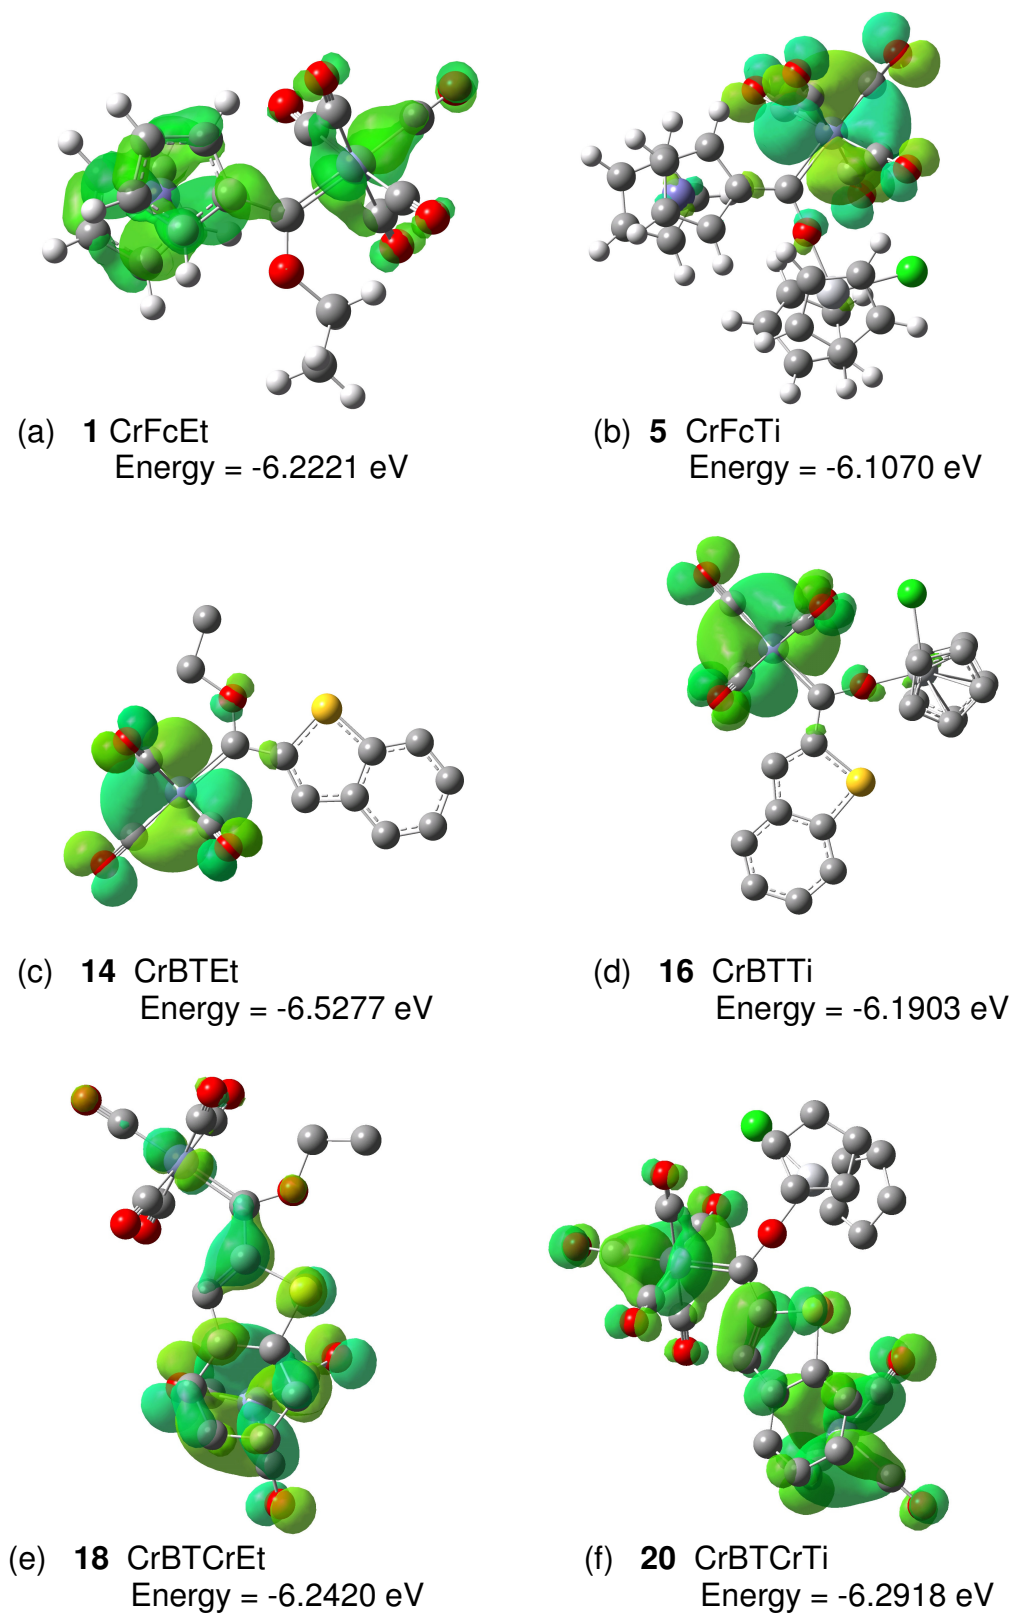 (a) 1 CrFcEt
Energy = -6.2221 eV
(b) 5 CrFcTi
Energy = -6.1070 eV
(c) 14 CrBTEt
Energy = -6.5277 eV
(d) 16 CrBTTi
Energy = -6.1903 eV
(e) 18 CrBTCrEt
Energy = -6.2420 eV
(f) 20 CrBTCrTi
Energy = -6.2918 eV